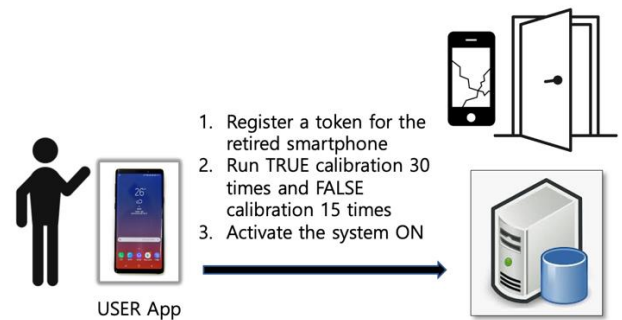 1. Register a token for the
retired smartphone
2. Run TRUE calibration 30
times and FALSE
calibration 15 times
3. Activate the system ON
26°
USER App